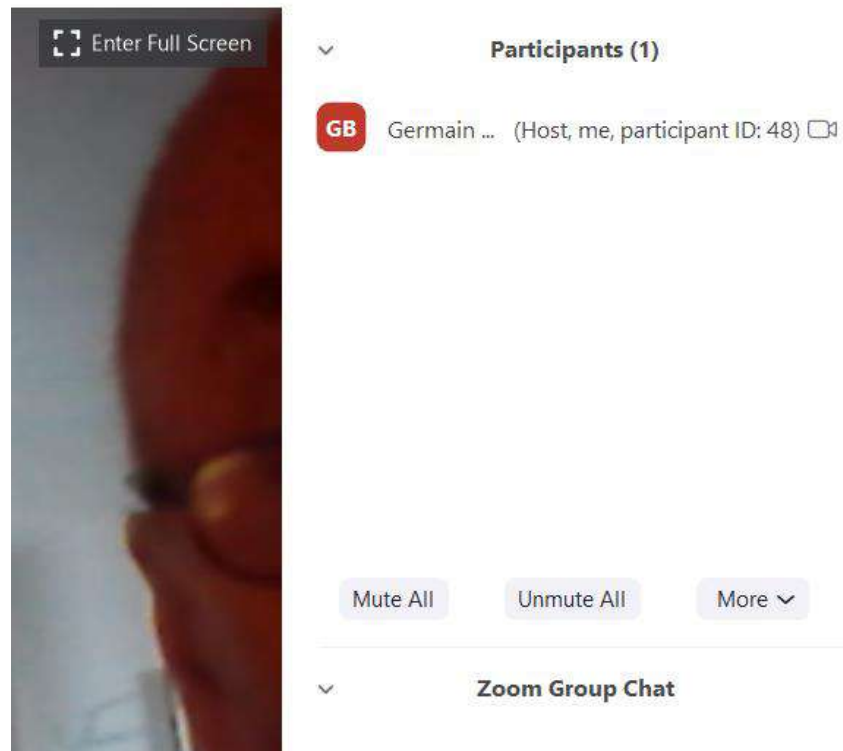 Enter Full Screen
Participants (1)
GB Germain ... (Host, me, participant ID: 48)
Mute All Unmute All More
Zoom Group Chat